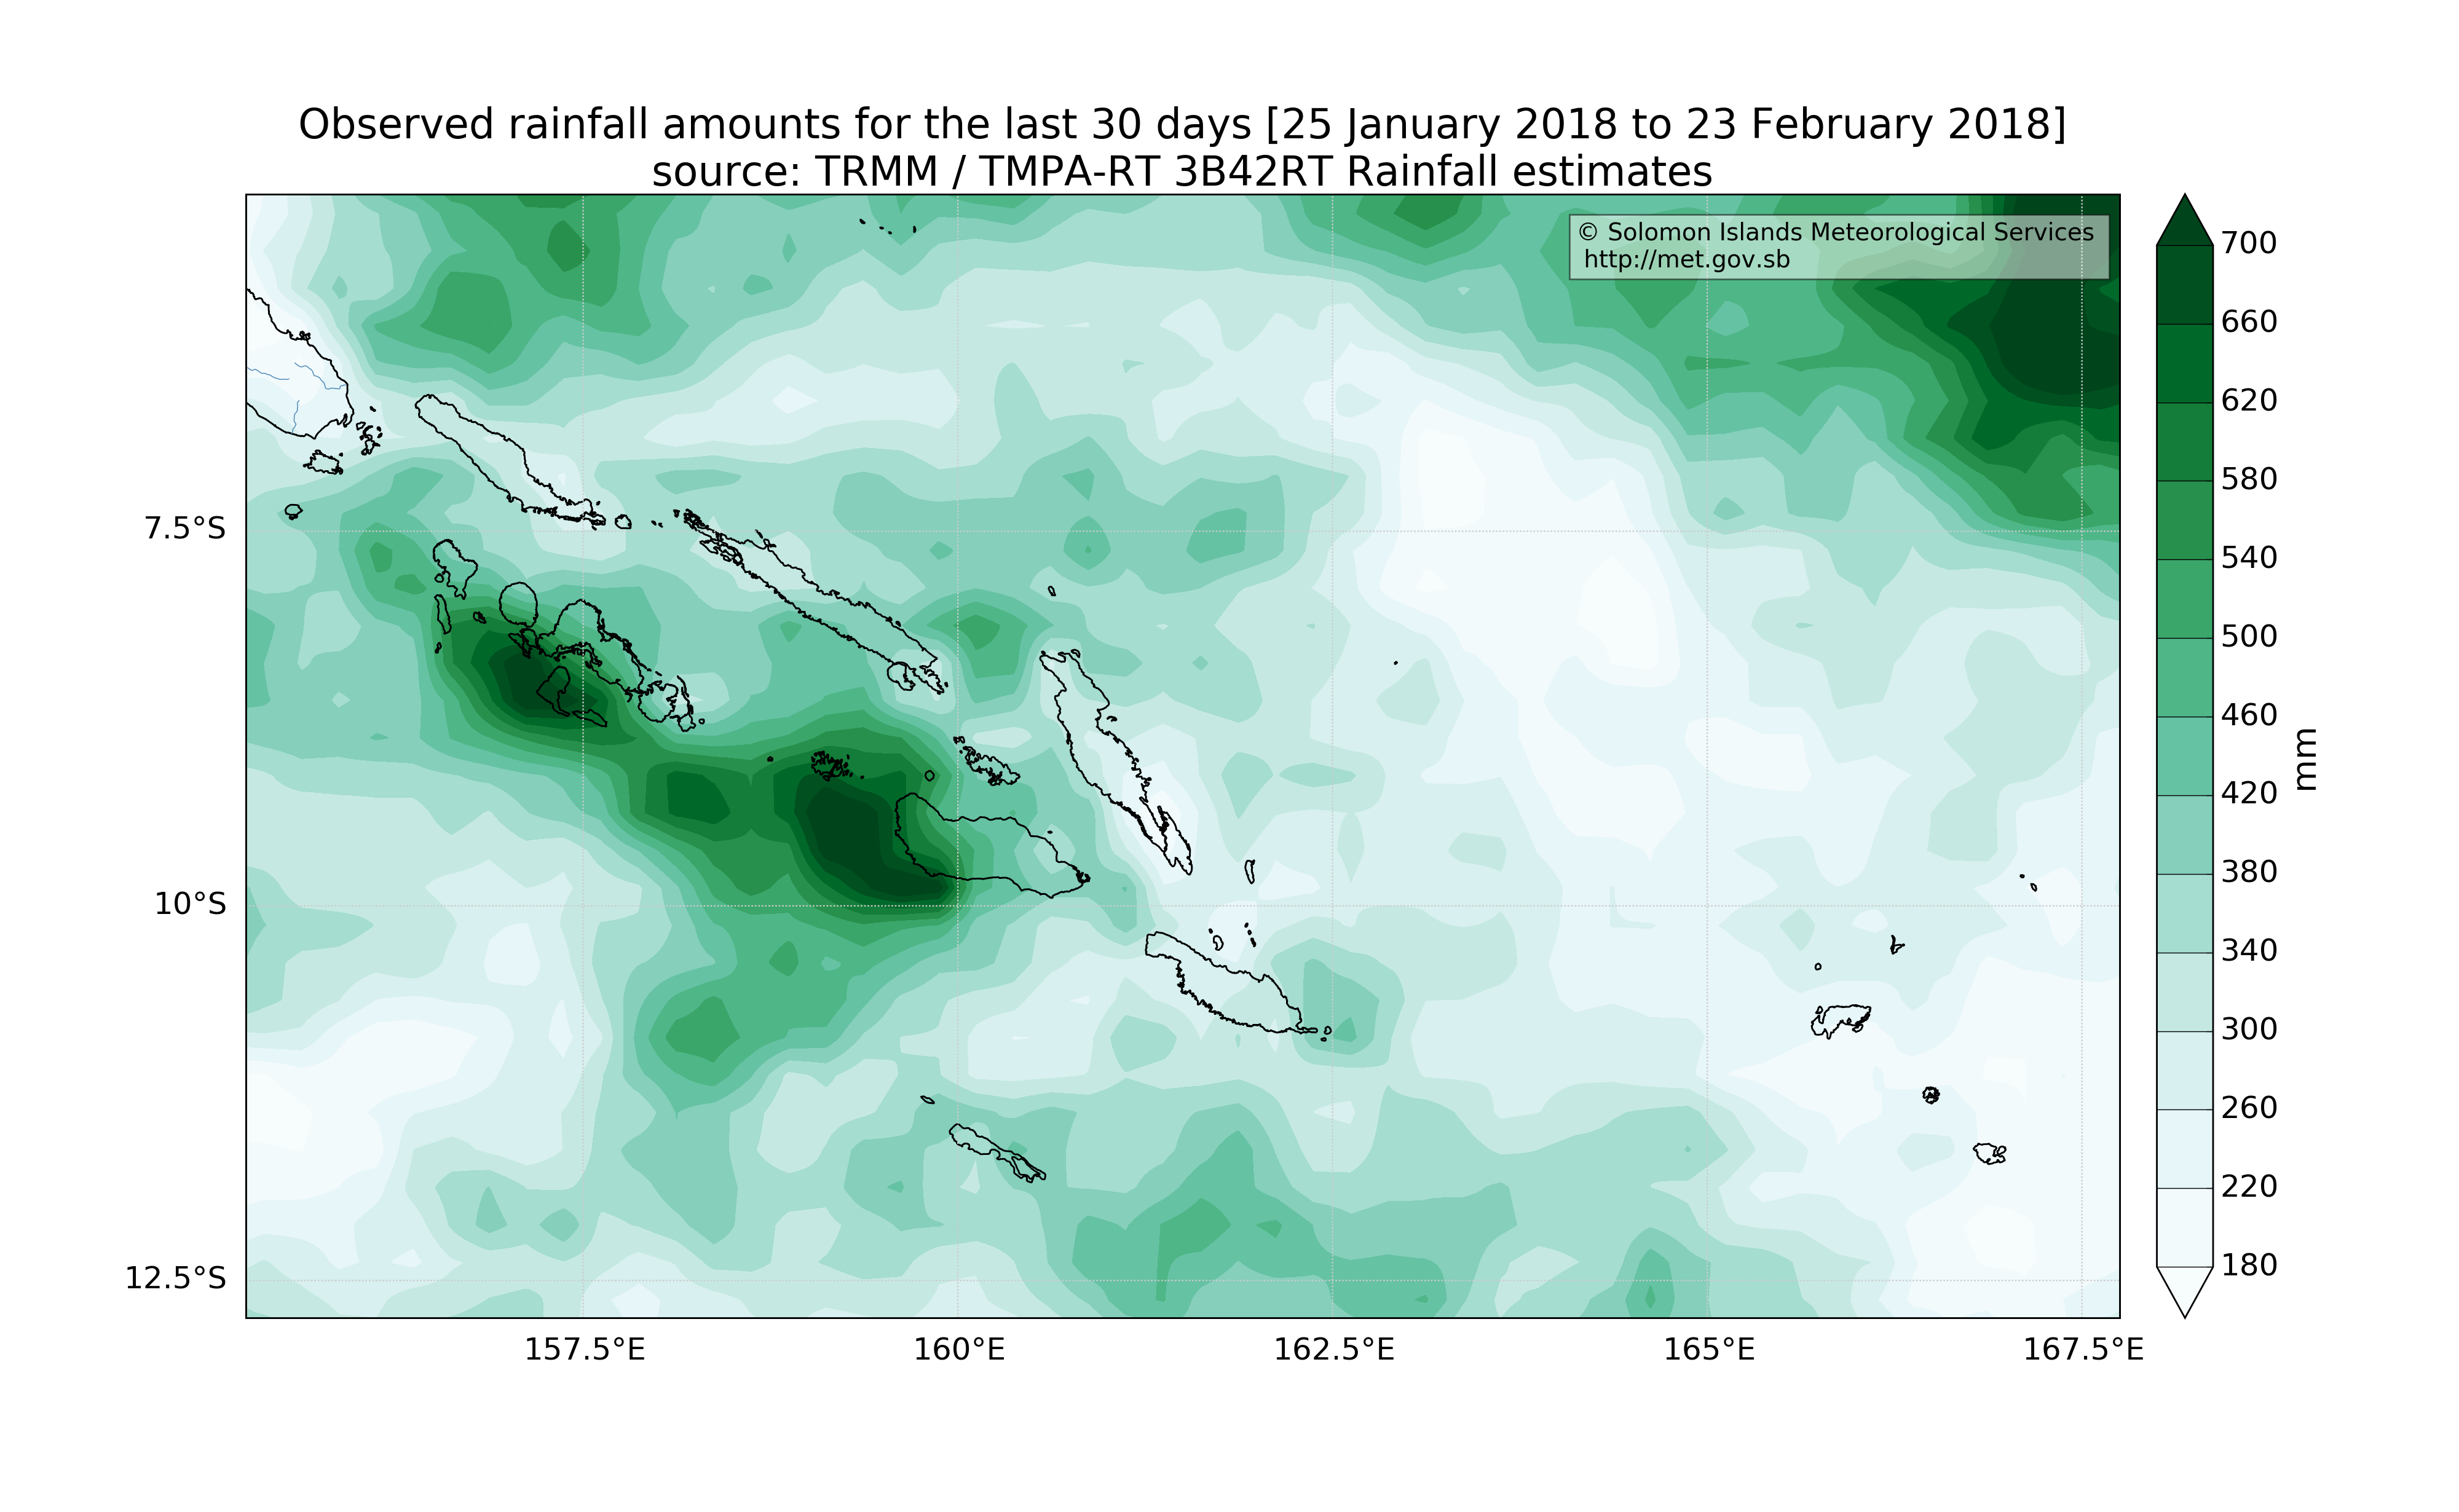 Observed rainfall amounts for the last 30 days [25 January 2018 to 23 February 2018]
source: TRMM / TMPA-RT 3B42RT Rainfall estimates
© Solomon Islands Meteorological Services
http://met.gov.sb
700
660
620
580
540
500
460
420
380
340
300
260
220
180
mm
7.5°S
10°S
12.5°S
157.5°E
160°E
162.5°E
165°E
167.5°E